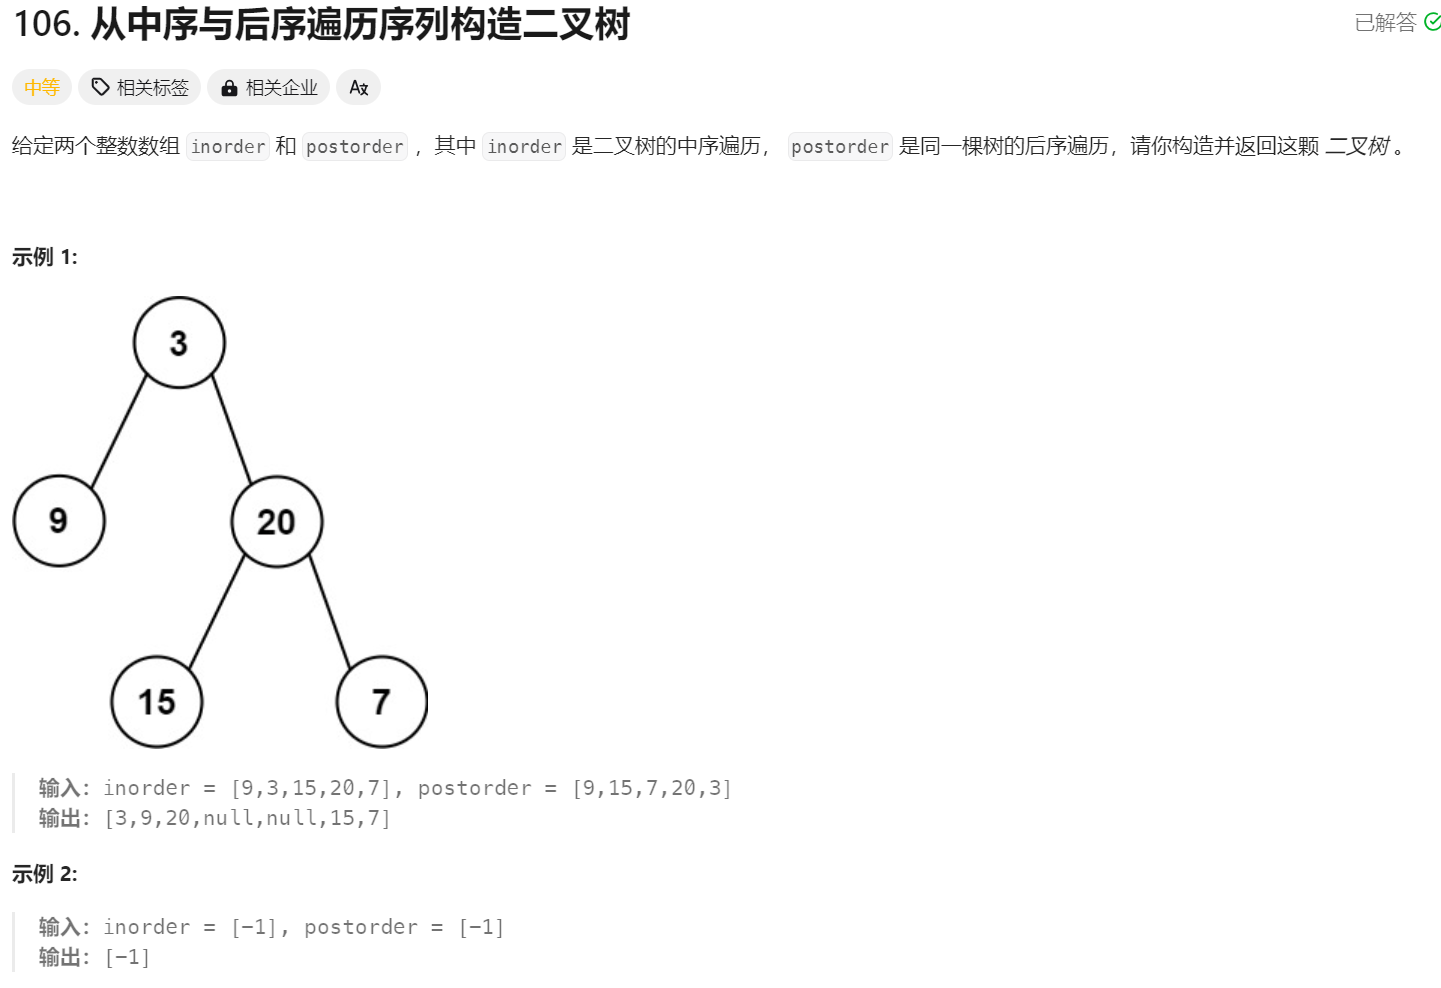 106. 从中序与后序遍历序列构造二叉树
已解答
中等 相关标签 相关企业 A文
给定两个整数数组 inorder 和 postorder ，其中 inorder 是二叉树的中序遍历， postorder 是同一棵树的后序遍历，请你构造并返回这颗 二叉树 。
示例 1:
3
9
20
15
7
输入：inorder = [9,3,15,20,7], postorder = [9,15,7,20,3]
输出：[3,9,20,null,null,15,7]
示例 2:
输入：inorder = [-1], postorder = [-1]
输出：[-1]